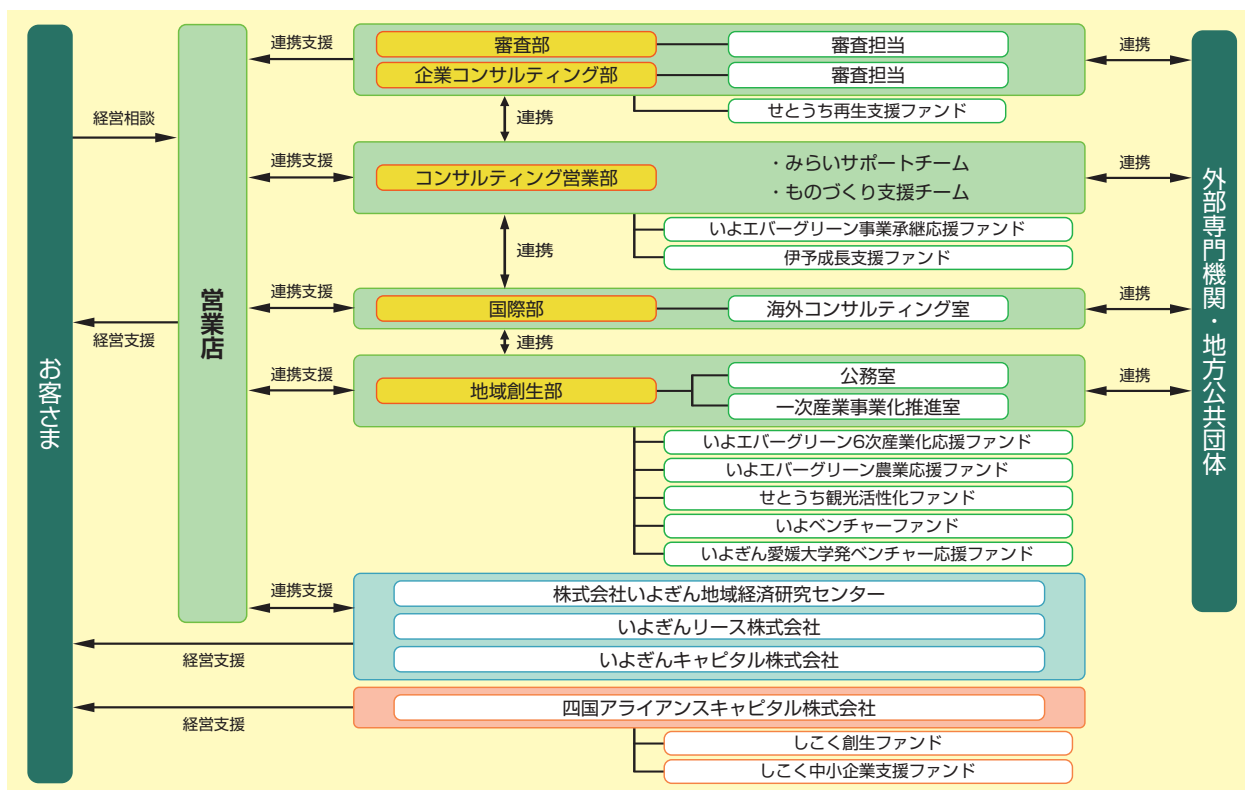 お客さま
経営相談
経営支援
営業店
連携支援
審査部
審査担当
企業コンサルティング部
審査担当
連携
せとうち再生支援ファンド
連携
連携支援
コンサルティング営業部
・みらいサポートチーム
・ものづくり支援チーム
連携
いよエバーグリーン事業承継応援ファンド
伊予成長支援ファンド
連携
連携支援
国際部
海外コンサルティング室
連携
連携
連携支援
地域創生部
公務室
一次産業事業化推進室
連携
いよエバーグリーン6次産業化応援ファンド
いよエバーグリーン農業応援ファンド
せとうち観光活性化ファンド
いよベンチャーファンド
いよぎん愛媛大学発ベンチャー応援ファンド
連携支援
株式会社いよぎん地域経済研究センター
いよぎんリース株式会社
いよぎんキャピタル株式会社
経営支援
四国アライアンスキャピタル株式会社
経営支援
しこく創生ファンド
しこく中小企業支援ファンド
外部専門機関・地方公共団体